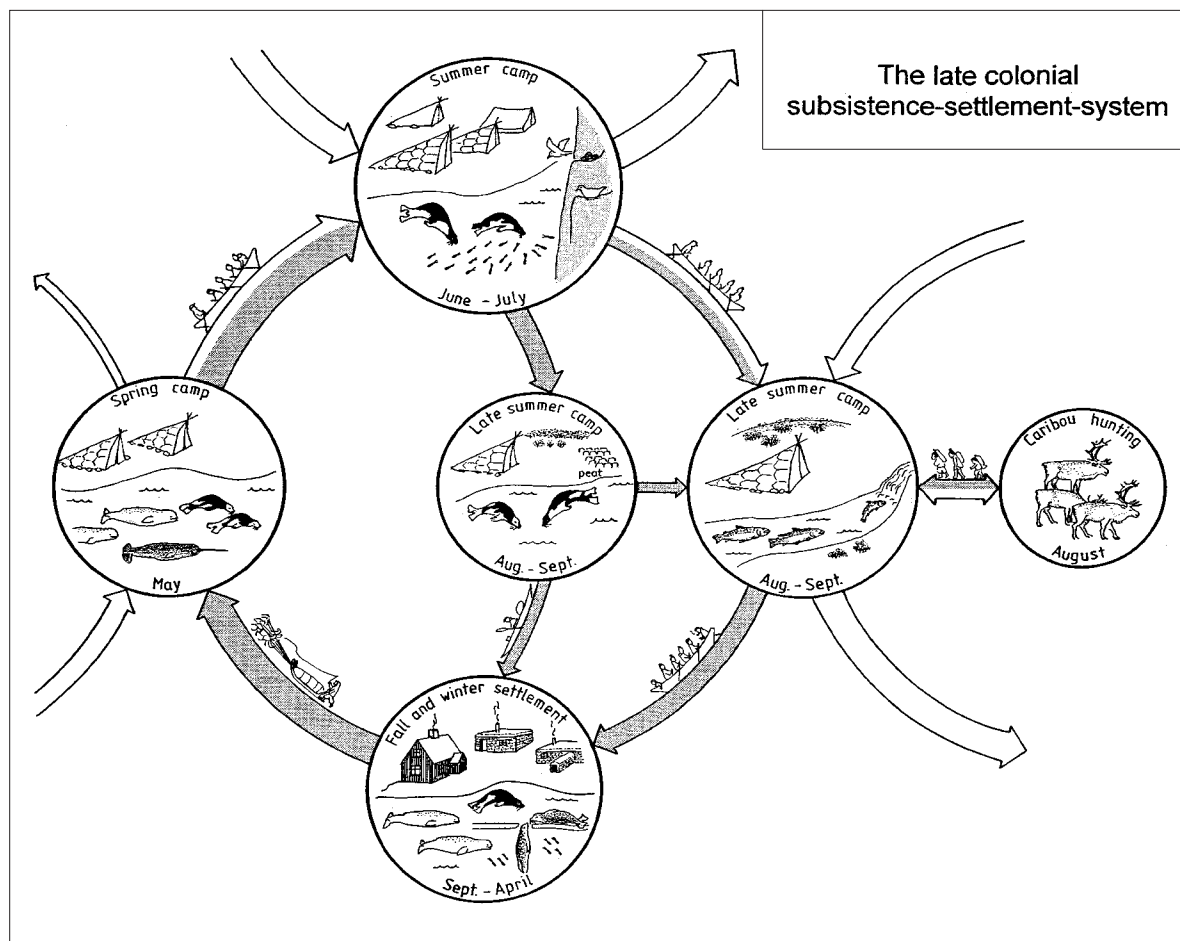 The late colonial
subsistence-settlement-system
Summer camp
June - July
Spring camp
May
Late summer camp
peat
Aug. - Sept.
Late summer camp
Aug. - Sept.
Caribou hunting
August
Fall and winter settlement
Sept. - April